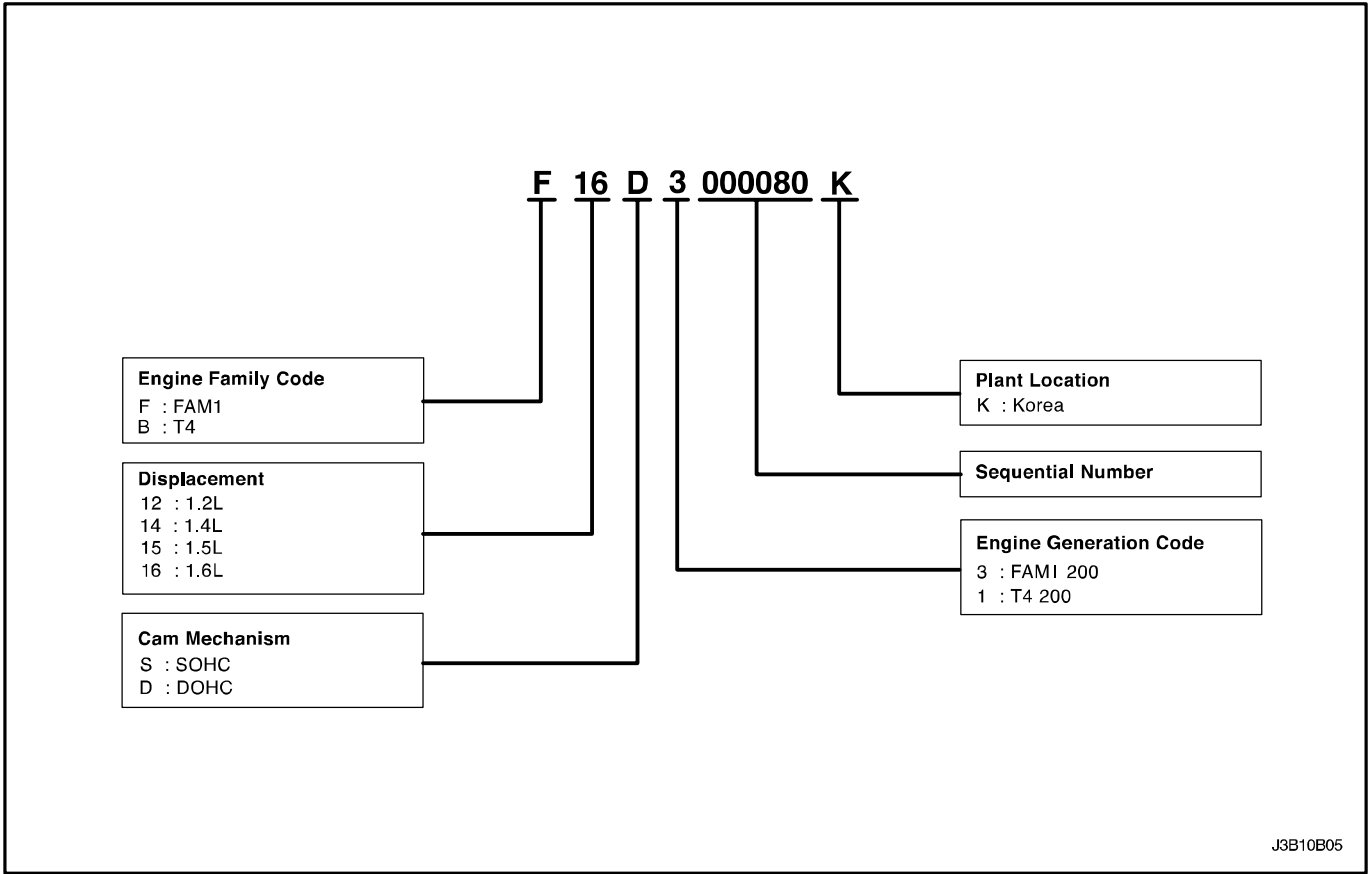 F 16 D 3 000080 K
Engine Family Code
F : FAM1
B : T4
Displacement
12 : 1.2L
14 : 1.4L
15 : 1.5L
16 : 1.6L
Cam Mechanism
S : SOHC
D : DOHC
Plant Location
K : Korea
Sequential Number
Engine Generation Code
3 : FAMI 200
1 : T4 200
J3B10B05